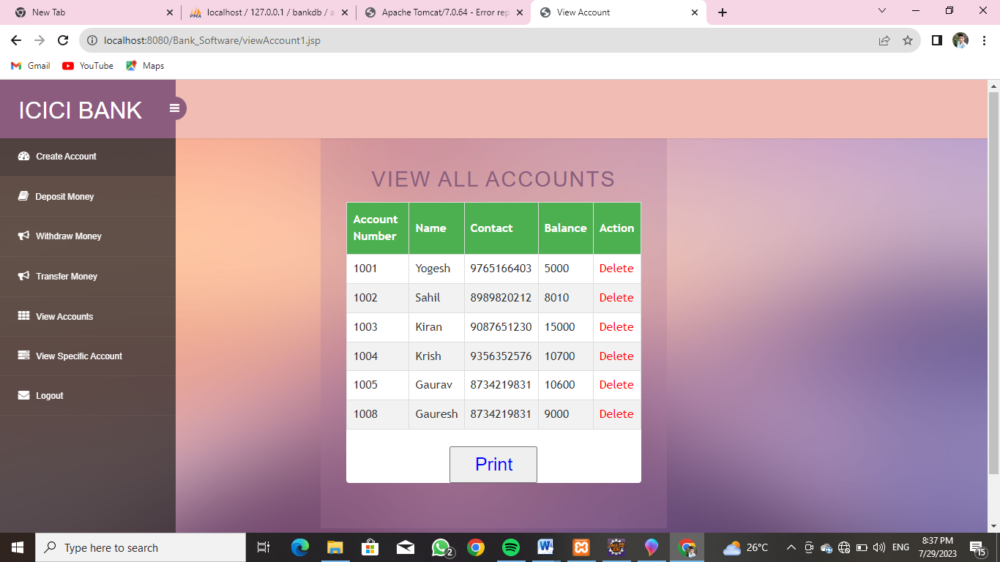 New Tab
localhost / 127.0.0.1 / bankdb / a
Apache Tomcat/7.0.64 - Error rep
View Account
localhost:8080/Bank_Software/viewAccount1.jsp
Gmail
YouTube
Maps
ICICI BANK
Create Account
Deposit Money
Withdraw Money
Transfer Money
View Accounts
View Specific Account
Logout
VIEW ALL ACCOUNTS
Account Number Name Contact Balance Action
1001 Yogesh 9765166403 5000 Delete
1002 Sahil 8989820212 8010 Delete
1003 Kiran 9087651230 15000 Delete
1004 Krish 9356352576 10700 Delete
1005 Gaurav 8734219831 10600 Delete
1008 Gauresh 8734219831 9000 Delete
Print
Type here to search
2
26°C
ENG
8:37 PM
7/29/2023
15